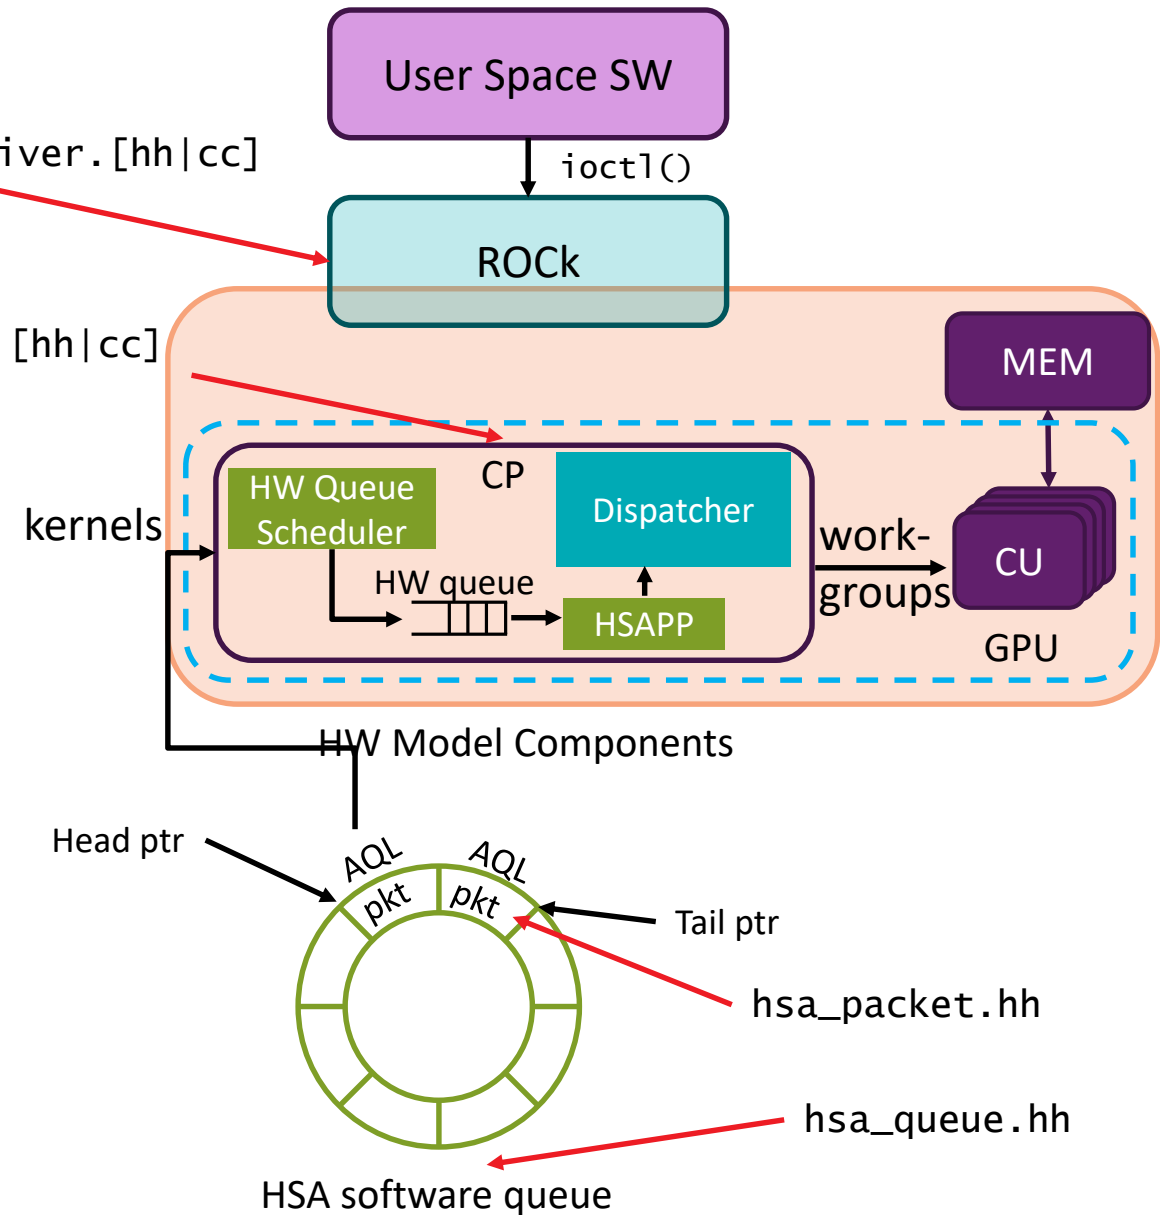 User Space SW
iver.[hh|cc]
ioctl()
ROCk
[hh|cc]
MEM
CP
HW Queue
Scheduler
Dispatcher
kernels
work-
groups
CU
HW queue
HSAPP
GPU
HW Model Components
Head ptr
AQL
AQL
pkt
pkt
Tail ptr
hsa_packet.hh
hsa_queue.hh
HSA software queue